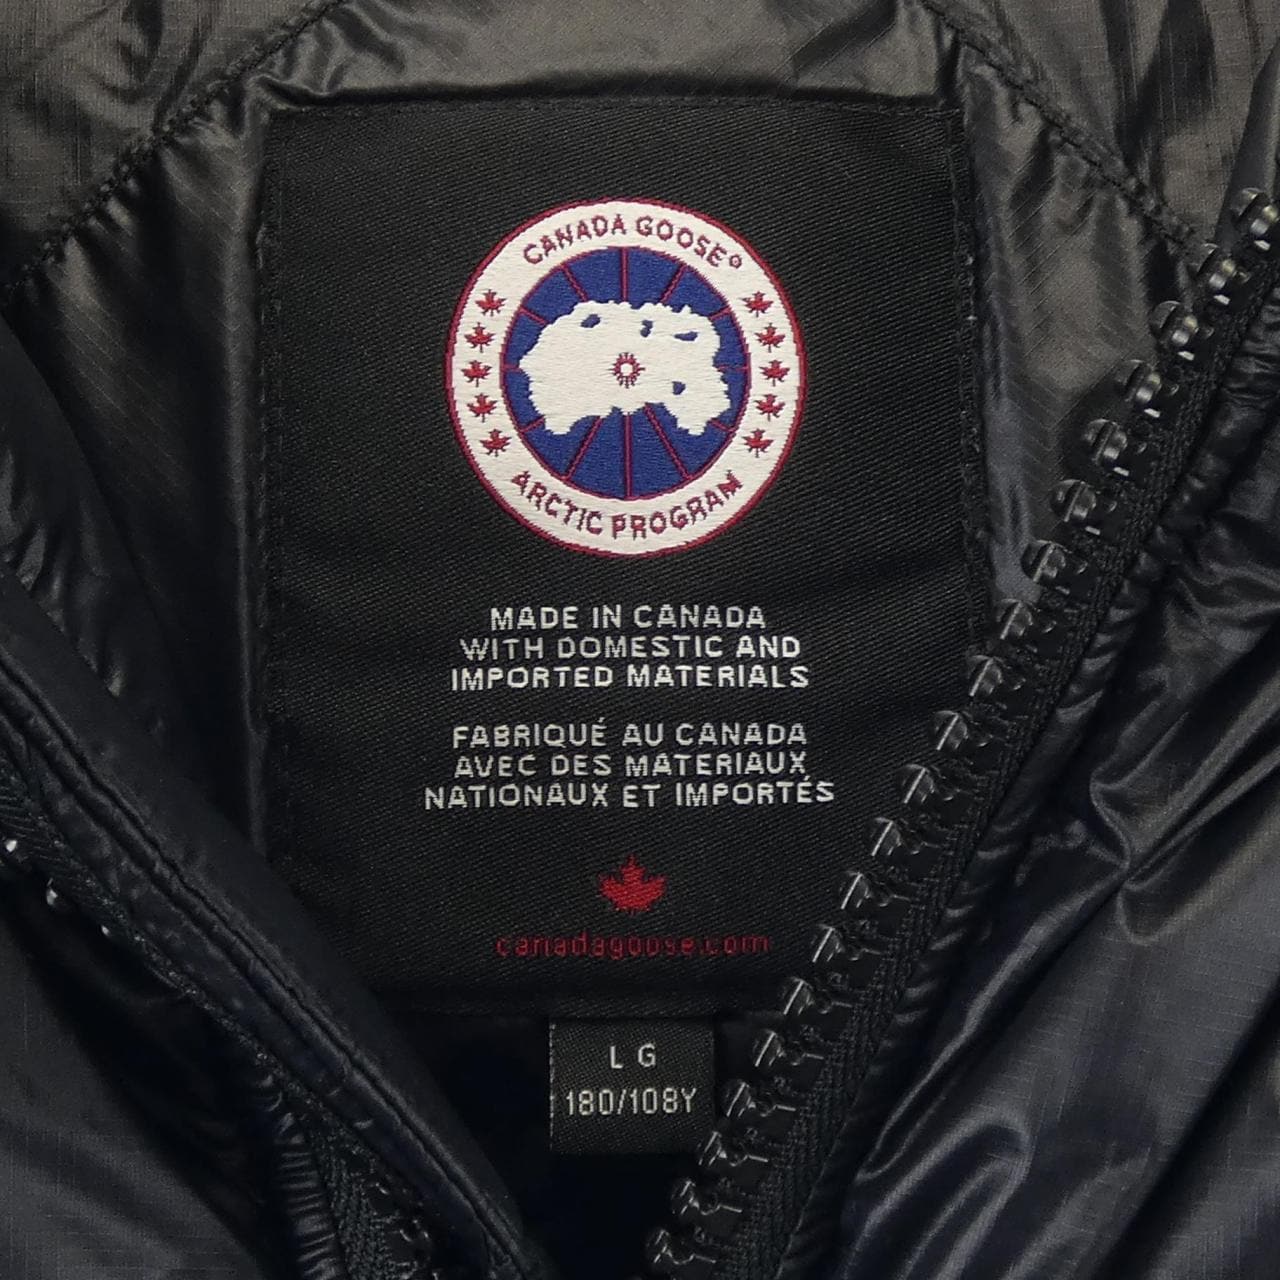 CANADA GOOSE®
ARCTIC PROGRAM
MADE IN CANADA
WITH DOMESTIC AND
IMPORTED MATERIALS
FABRIQUÉ AU CANADA
AVEC DES MATERIAUX
NATIONAUX ET IMPORTÉS
canadagoose.com
LG
180/108Y